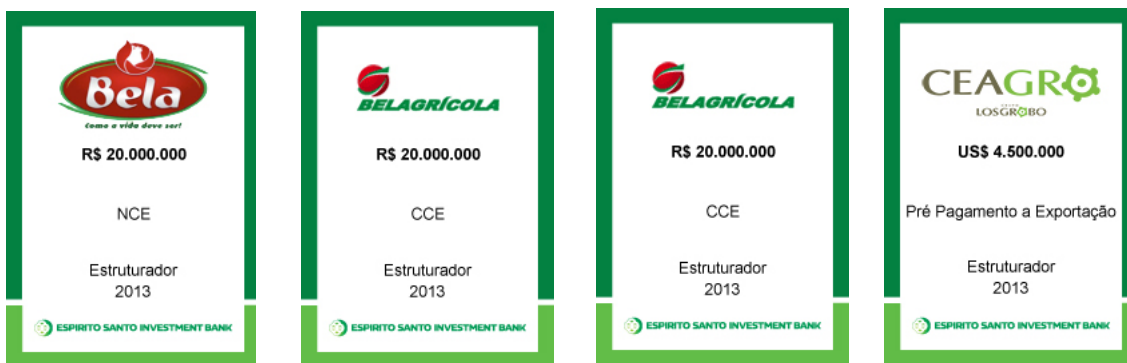 Bela
Como a vida deve ser!
R$ 20.000.000
NCE
Estruturador
2013
ESPIRITO SANTO INVESTMENT BANK
BELAGRÍCOLA
R$ 20.000.000
CCE
Estruturador
2013
ESPIRITO SANTO INVESTMENT BANK
BELAGRÍCOLA
R$ 20.000.000
CCE
Estruturador
2013
ESPIRITO SANTO INVESTMENT BANK
CEAGRO
LOSGROBO
US$ 4.500.000
Pré Pagamento a Exportação
Estruturador
2013
ESPIRITO SANTO INVESTMENT BANK